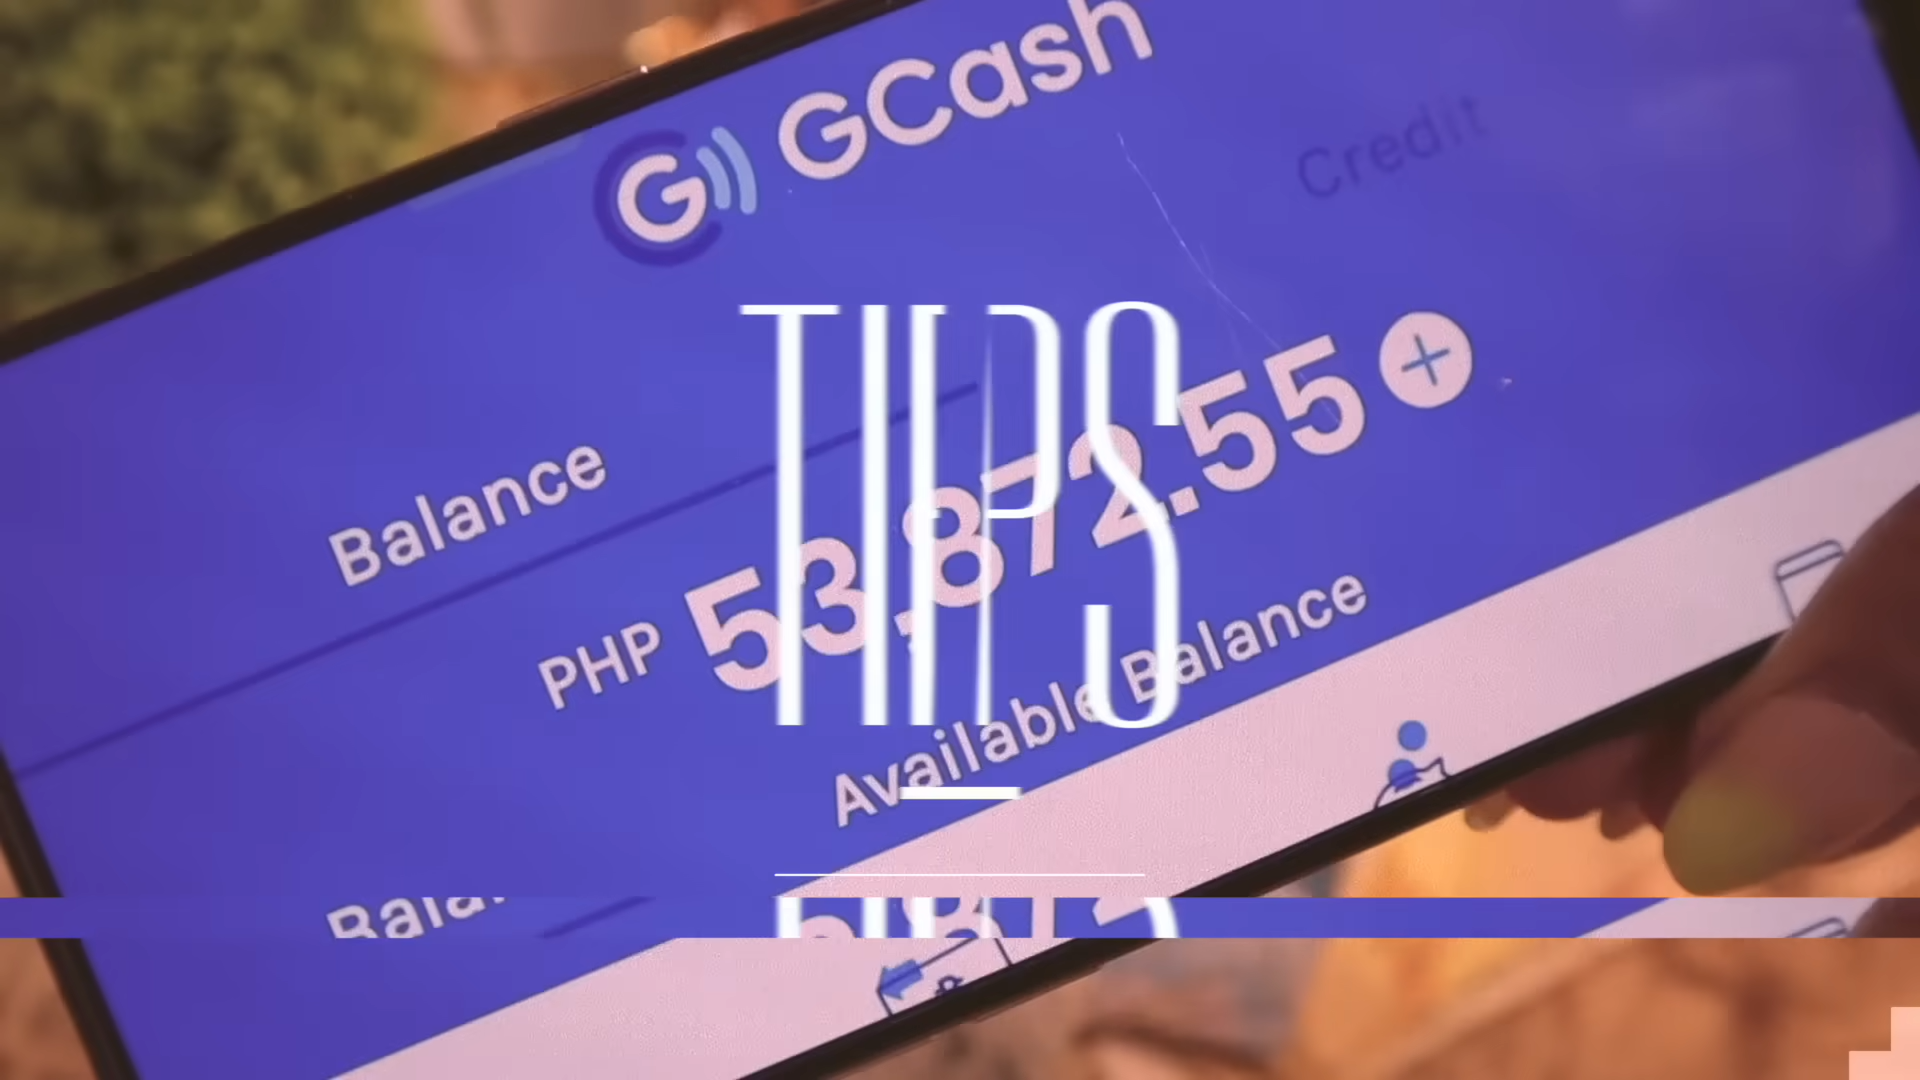 G GCash
Credit
TIPS
Balance
PHP 53,872.55
Available Balance